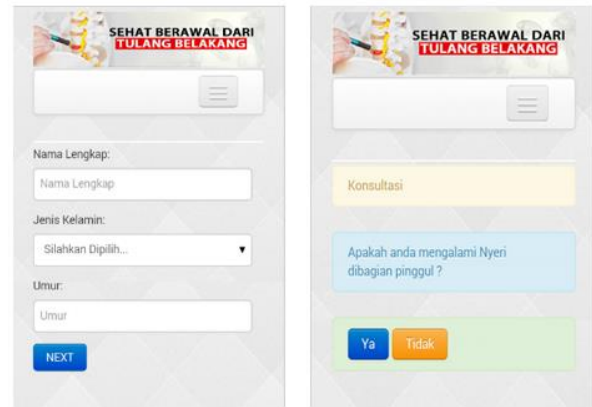 SEHAT BERAWAL DARI
TULANG BELAKANG
Nama Lengkap:
Nama Lengkap
Jenis Kelamin:
Silahkan Dipilih...
Umur:
Umur
NEXT
SEHAT BERAWAL DARI
TULANG BELAKANG
Konsultasi
Apakah anda mengalami Nyeri
dibagian pinggul ?
Ya Tidak